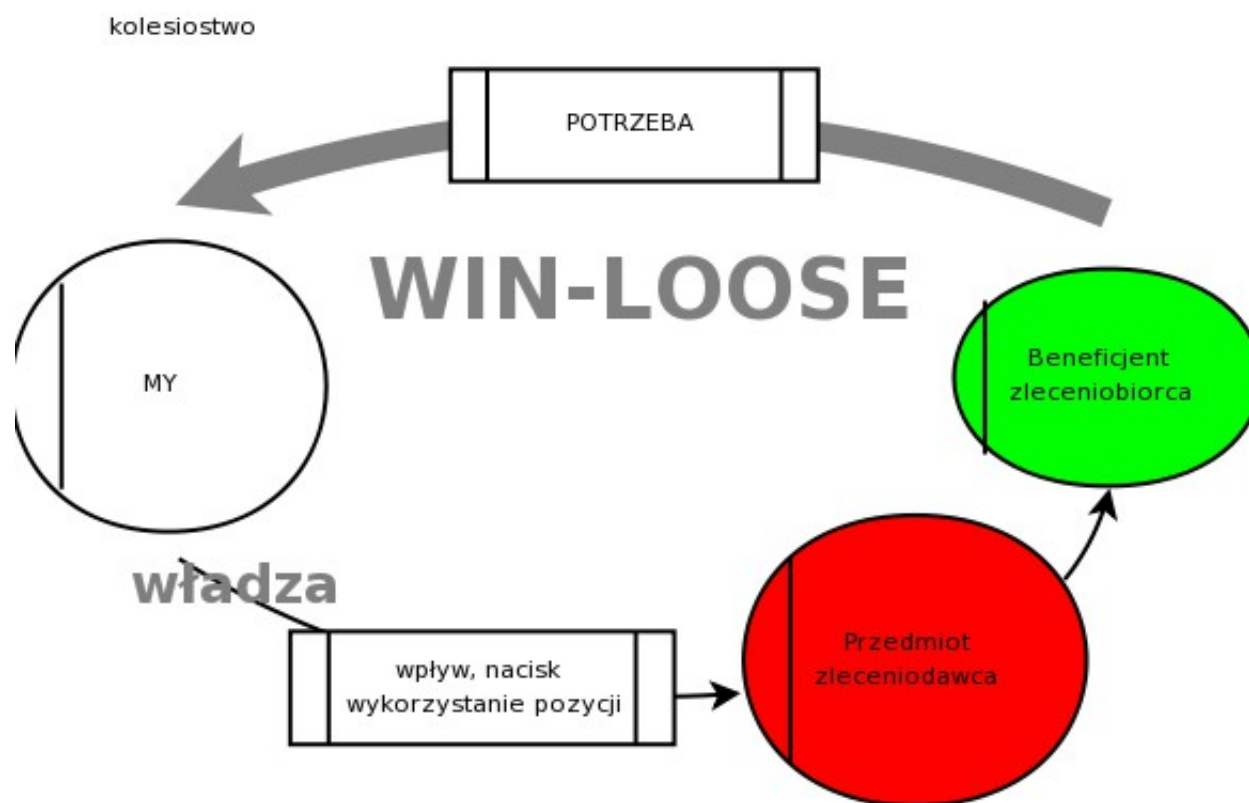 kolesiostwo
POTRZEBA
WIN-LOOSE
MY
Beneficjent
zleceniobiorca
władza
wpływ, nacisk
wykorzystanie pozycji
Przedmiot
zleceniodawca